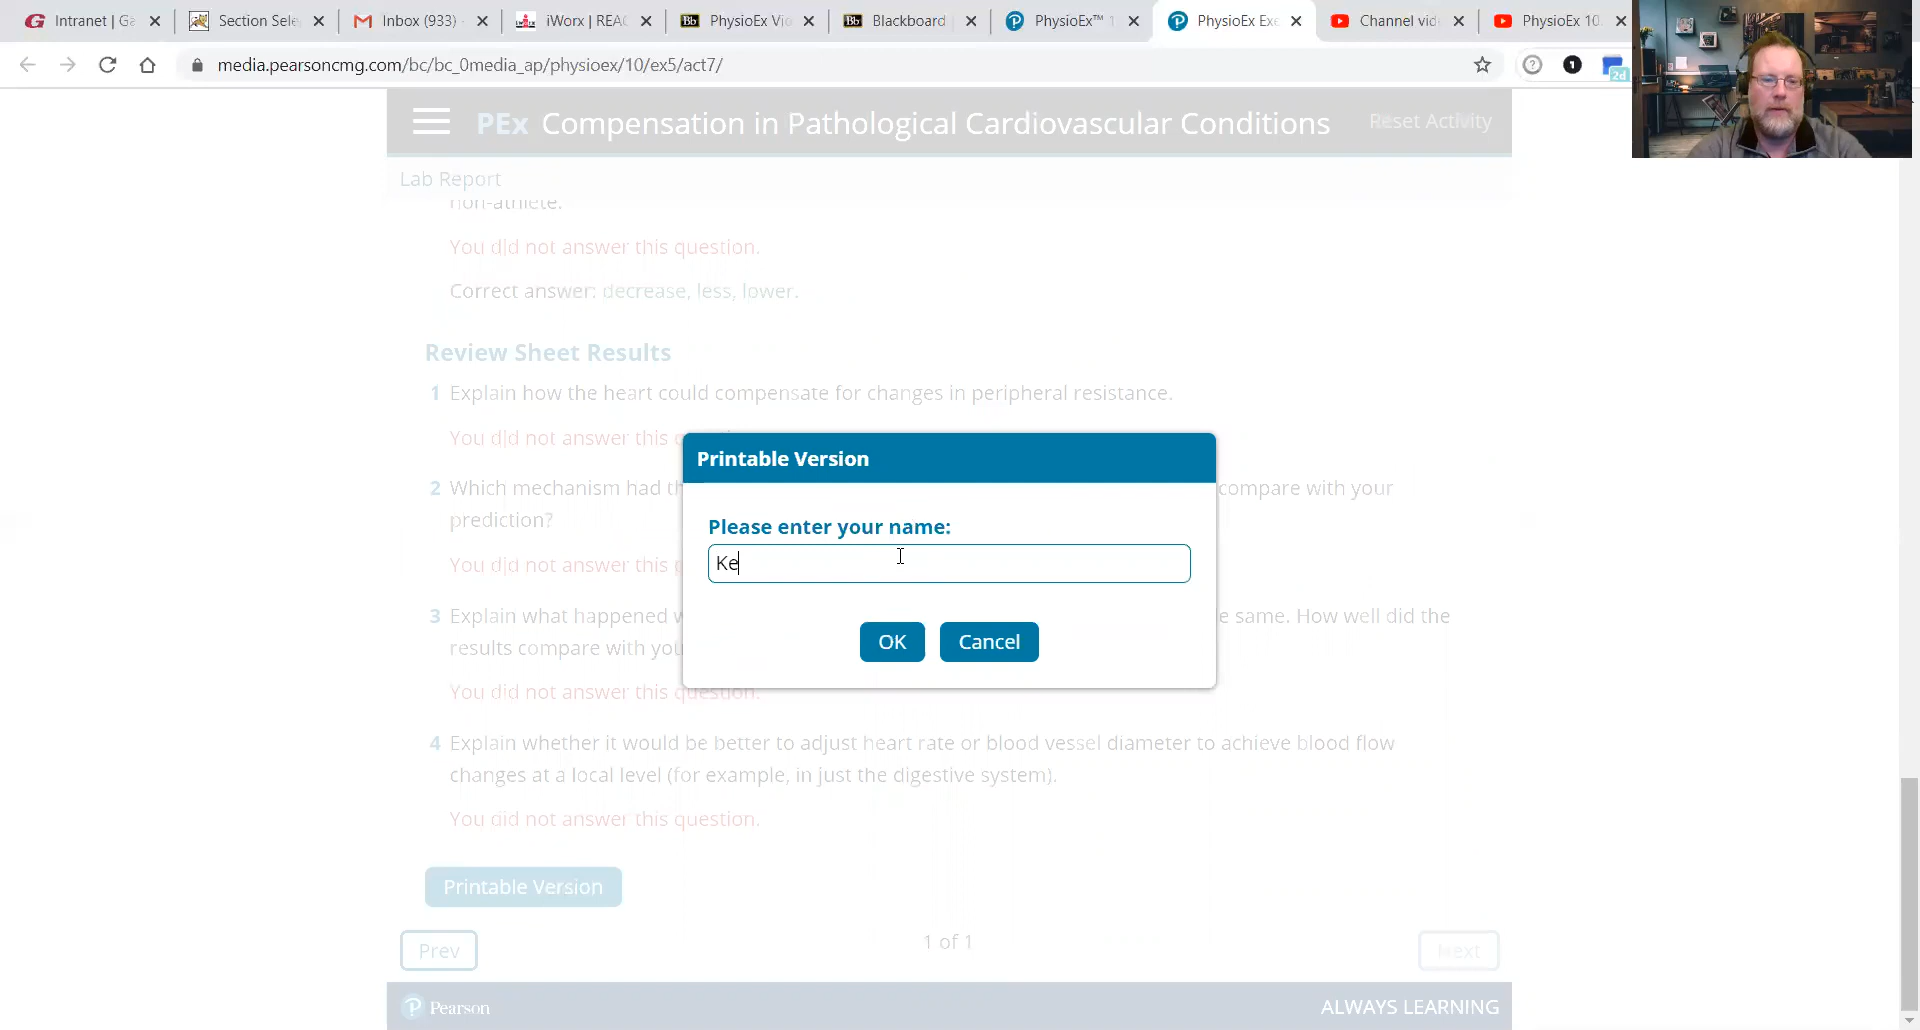 Intranet | Ga
Section Sele
Inbox (933) -
iWorx | REA
PhysioEx Vi
Blackboard
PhysioEx™ 1
PhysioEx Exe
Channel vid
PhysioEx 10.
media.pearsoncmg.com/bc/bc_0media_ap/physioex/10/ex5/act7/
1
2d
PEx Compensation in Pathological Cardiovascular Conditions
Reset Activity
Lab Report
non-athlete.
You did not answer this question.
Correct answer: decrease, less, lower.
Review Sheet Results
1 Explain how the heart could compensate for changes in peripheral resistance.
You did not answer this
2 Which mechanism had th compare with your
prediction?
You did not answer this
3 Explain what happened w e same. How well did the
results compare with you
You did not answer this question.
4 Explain whether it would be better to adjust heart rate or blood vessel diameter to achieve blood flow
changes at a local level (for example, in just the digestive system).
You did not answer this question.
Printable Version
Please enter your name:
Ke
OK
Cancel
Printable Version
Prev
1 of 1
Next
Pearson
ALWAYS LEARNING